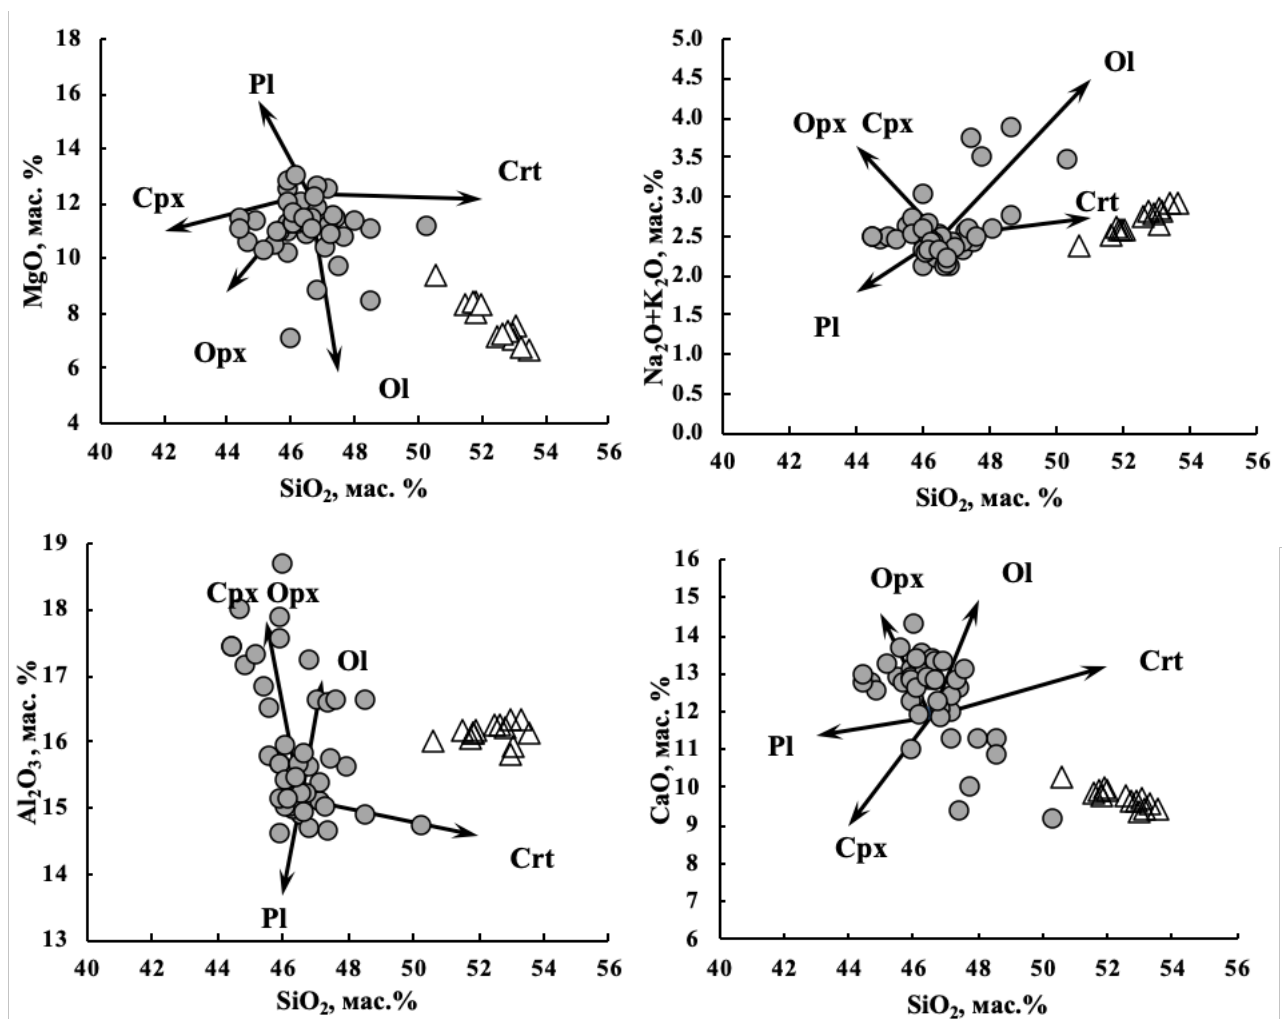 18
16
14
12
10
8
6
4
MgO, мас. %
Pl
Crt
Cpx
Opx
Ol
40 42 44 46 48 50 52 54 56
SiO₂, мас. %
5.0
4.5
4.0
3.5
3.0
2.5
2.0
1.5
1.0
0.5
0.0
Na₂O+K₂O, мас.%
Ol
Opx Cpx
Crt
Pl
40 42 44 46 48 50 52 54 56
SiO₂, мас. %
19
18
17
16
15
14
13
Al₂O₃, мас. %
Cpx Opx
Ol
Crt
Pl
40 42 44 46 48 50 52 54 56
SiO₂, мас.%
16
15
14
13
12
11
10
9
8
7
6
CaO, мас. %
Opx
Ol
Crt
Pl
Cpx
40 42 44 46 48 50 52 54 56
SiO₂, мас. %